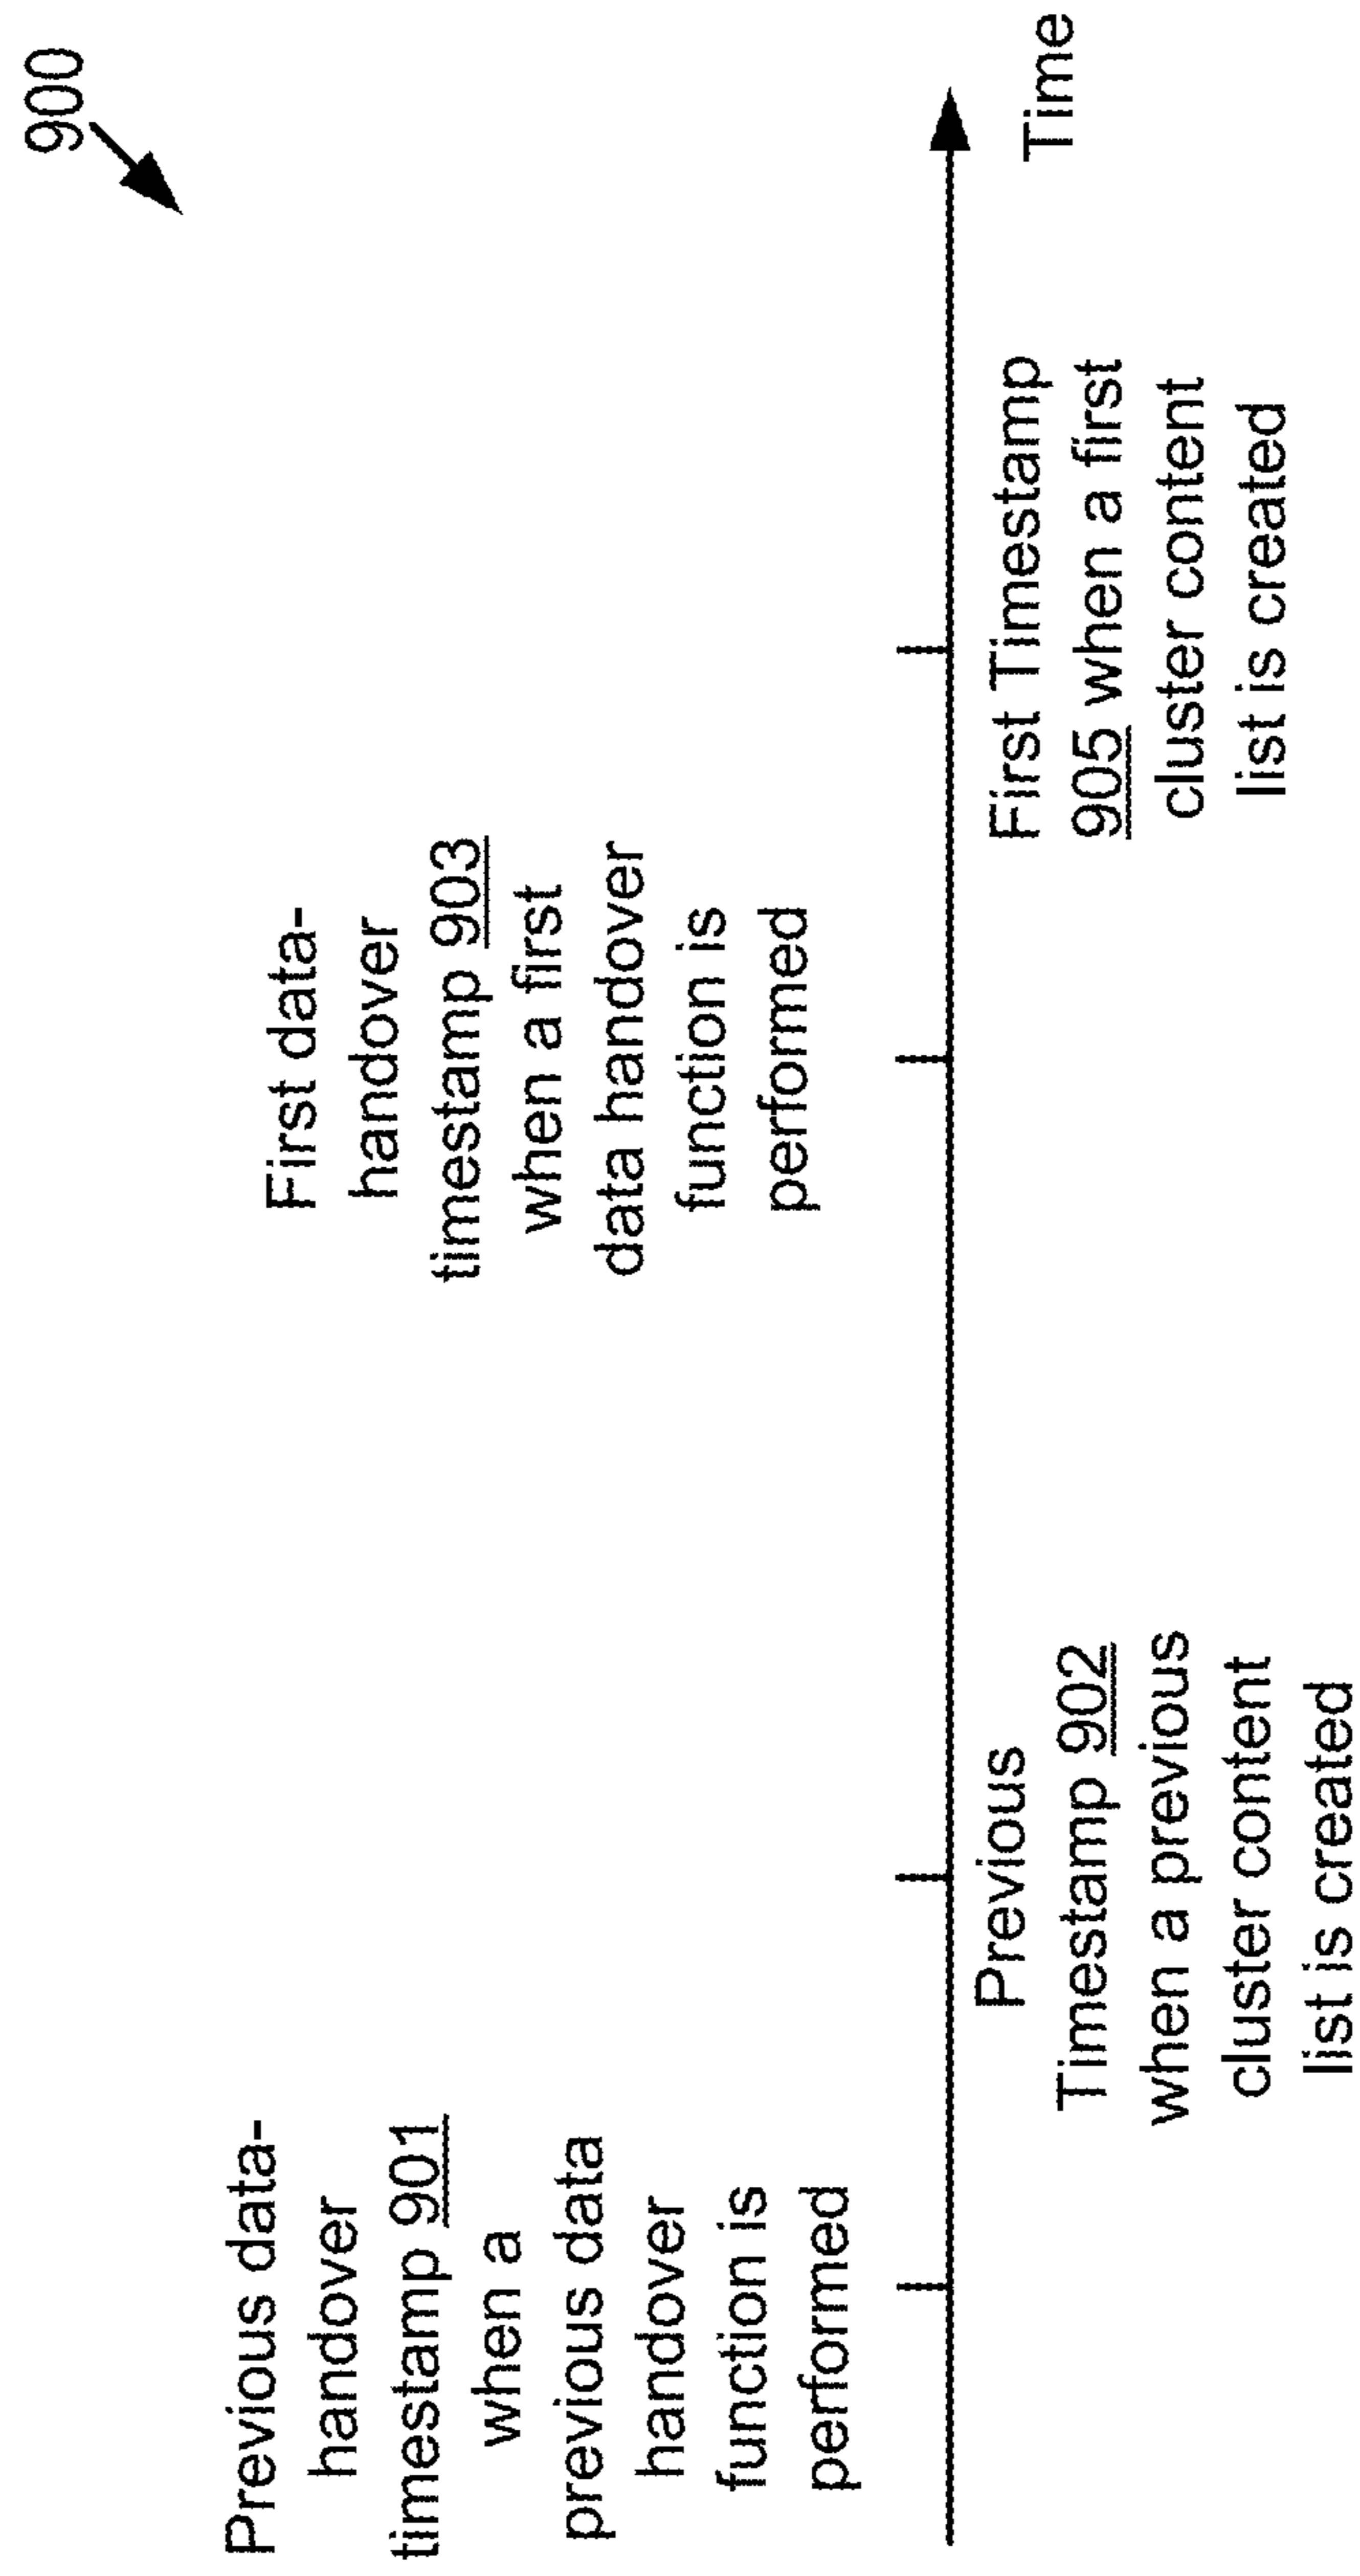 900
Previous data-
handover
timestamp 901
when a
previous data
handover
function is
performed
First data-
handover
timestamp 903
when a first
data handover
function is
performed
Previous
Timestamp 902
when a previous
cluster content
list is created
First Timestamp
905 when a first
cluster content
list is created
Time